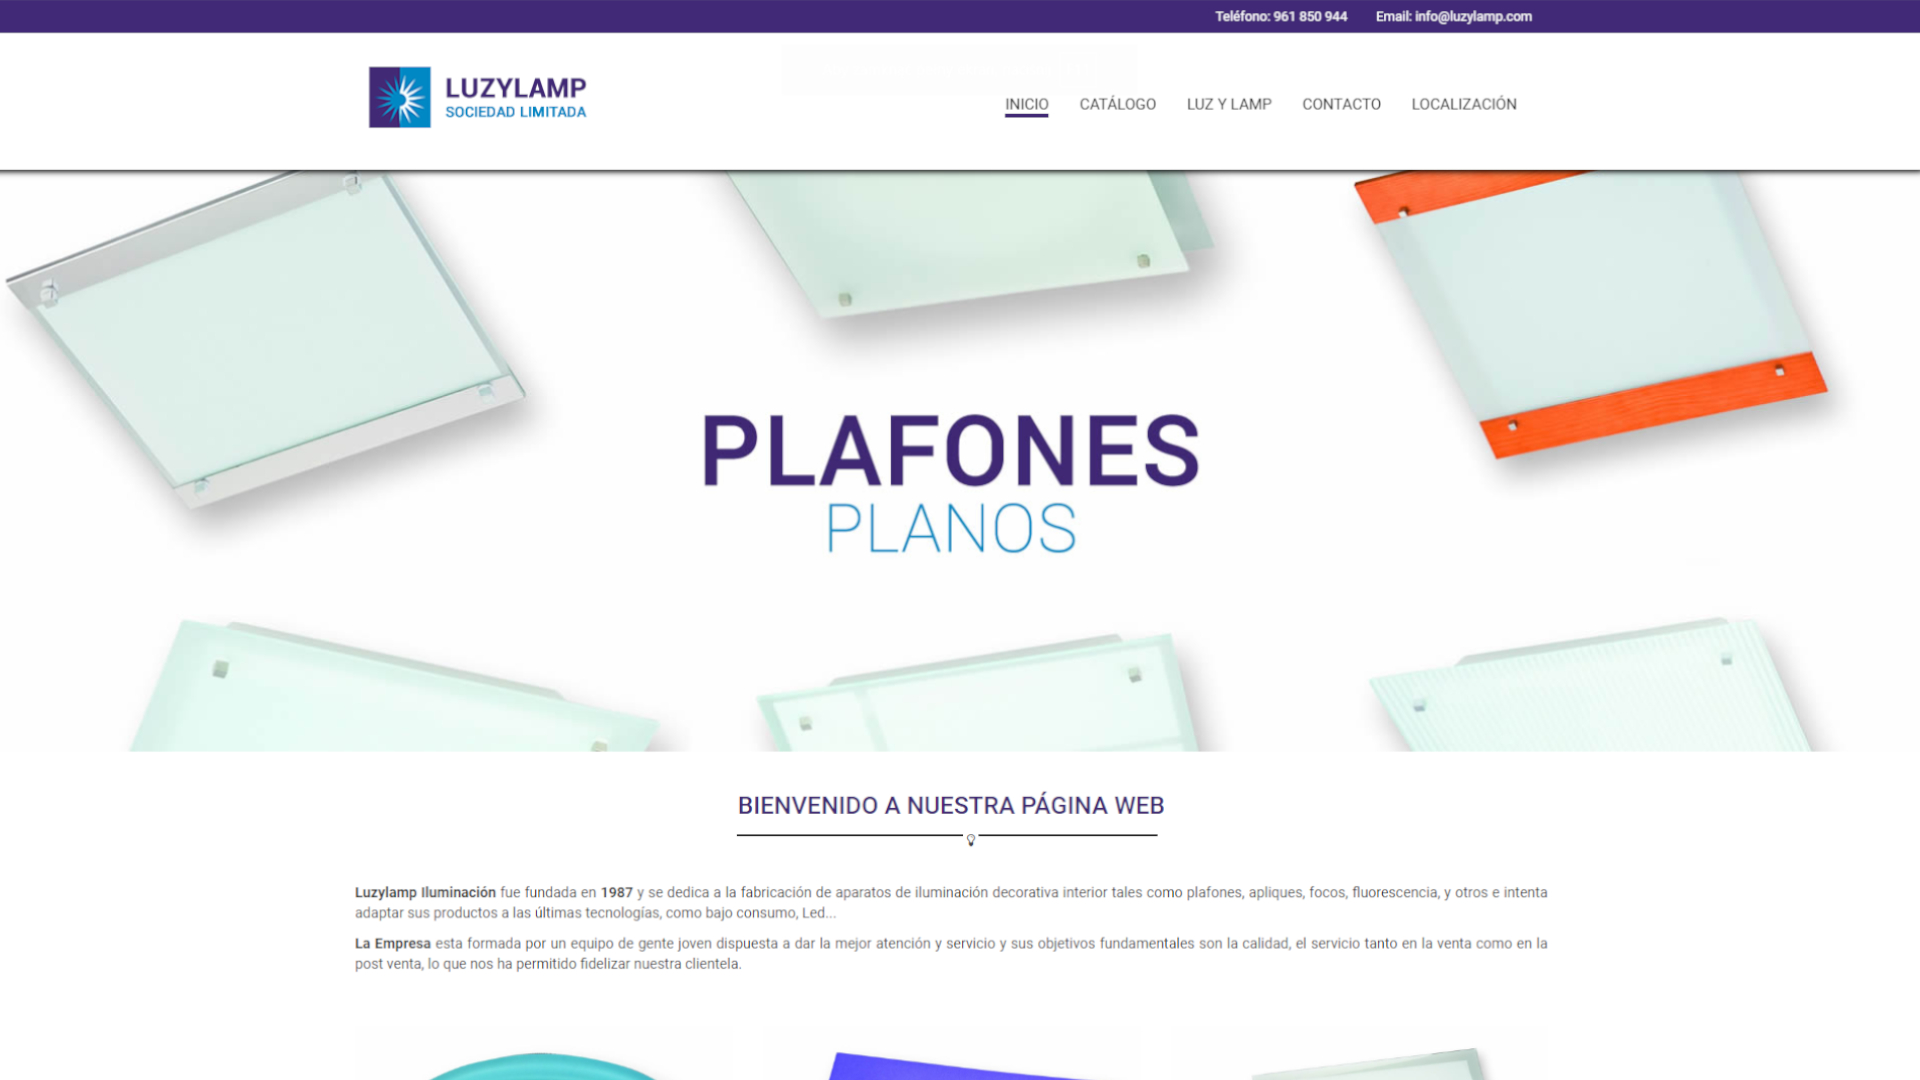 Teléfono: 961 850 944 Email: info@luzylamp.com
LUZYLAMP
SOCIEDAD LIMITADA
INICIO CATÁLOGO LUZ Y LAMP CONTACTO LOCALIZACIÓN
PLAFONES
PLANOS
BIENVENIDO A NUESTRA PÁGINA WEB
Luzylamp Iluminación fue fundada en 1987 y se dedica a la fabricación de aparatos de iluminación decorativa interior tales como plafones, apliques, focos, fluorescencia, y otros e intenta
adaptar sus productos a las últimas tecnologías, como bajo consumo, Led...
La Empresa esta formada por un equipo de gente joven dispuesta a dar la mejor atención y servicio y sus objetivos fundamentales son la calidad, el servicio tanto en la venta como en la
post venta, lo que nos ha permitido fidelizar nuestra clientela.